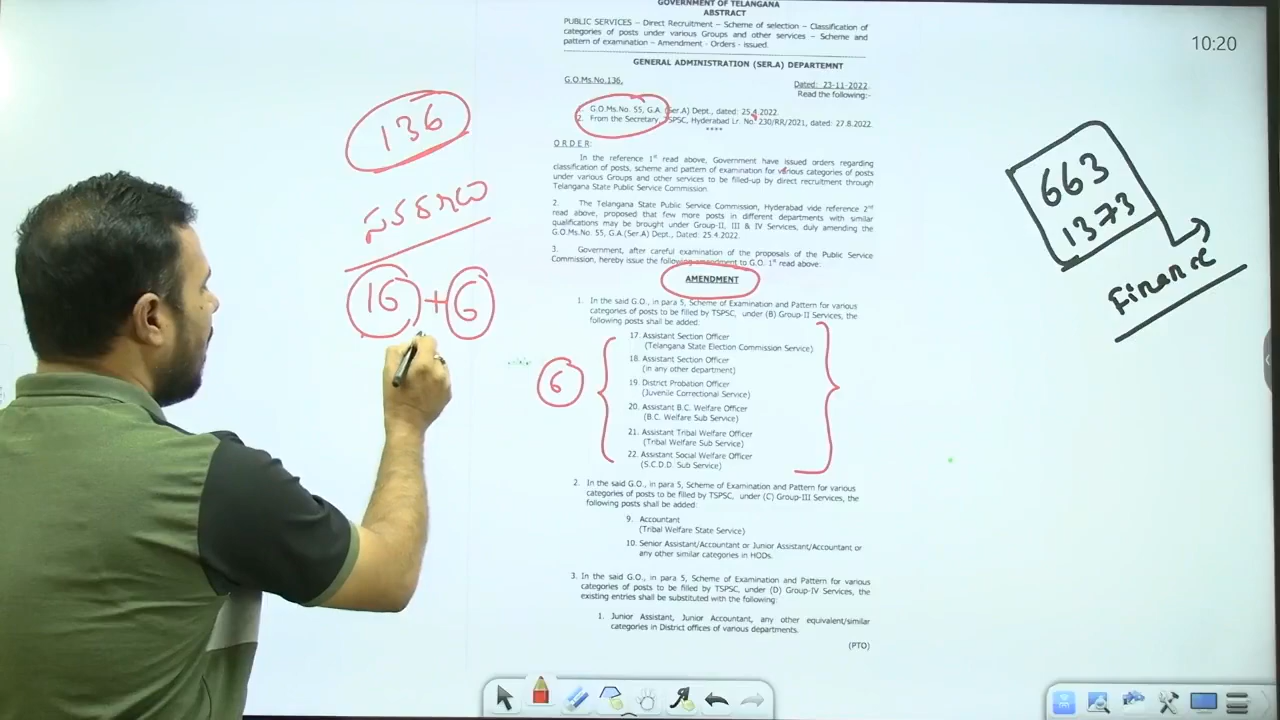 GOVERNMENT OF TELANGANA
ABSTRACT
PUBLIC SERVICES – Direct Recruitment – Scheme of selection – Classification of
categories of posts under various Groups and other services – Scheme and
pattern of examination – Amendment - Orders - issued.
GENERAL ADMINISTRATION (SER.A) DEPARTEMNT
G.O.Ms.No.136,
Dated: 23-11-2022.
Read the following:-
1. G.O.Ms.No. 55, G.A. (Ser.A) Dept., dated: 25.4.2022.
2. From the Secretary, TSPSC, Hyderabad Lr. No. 230/RR/2021, dated: 27.8.2022.
****
ORDER:
In the reference 1st read above, Government have issued orders regarding
classification of posts, scheme and pattern of examination for various categories of posts
under various Groups and other services to be filled-up by direct recruitment through
Telangana State Public Service Commission.
2. The Telangana State Public Service Commission, Hyderabad vide reference 2nd
read above, proposed that few more posts in different departments with similar
qualifications may be brought under Group-II, III & IV Services, duly amending the
G.O.Ms.No. 55, G.A.(Ser.A) Dept., Dated: 25.4.2022.
3. Government, after careful examination of the proposals of the Public Service
Commission, hereby issue the following amendment to G.O. 1st read above:
AMENDMENT
1. In the said G.O., in para 5, Scheme of Examination and Pattern for various
categories of posts to be filled by TSPSC, under (B) Group-II Services, the
following posts shall be added:
17. Assistant Section Officer
(Telangana State Election Commission Service)
18. Assistant Section Officer
(in any other department)
19. District Probation Officer
(Juvenile Correctional Service)
20. Assistant B.C. Welfare Officer
(B.C. Welfare Sub Service)
21. Assistant Tribal Welfare Officer
(Tribal Welfare Sub Service)
22. Assistant Social Welfare Officer
(S.C.D.D. Sub Service)
2. In the said G.O., in para 5, Scheme of Examination and Pattern for various
categories of posts to be filled by TSPSC, under (C) Group-III Services, the
following posts shall be added:
9. Accountant
(Tribal Welfare State Service)
10. Senior Assistant/Accountant or Junior Assistant/Accountant or
any other similar categories in HODs.
3. In the said G.O., in para 5, Scheme of Examination and Pattern for various
categories of posts to be filled by TSPSC, under (D) Group-IV Services, the
existing entries shall be substituted with the following:
1. Junior Assistant, Junior Accountant, any other equivalent/similar
categories in District offices of various departments.
(PTO)
136
సవరణలు
16 + 6
6
10:20
663
1373
Finance